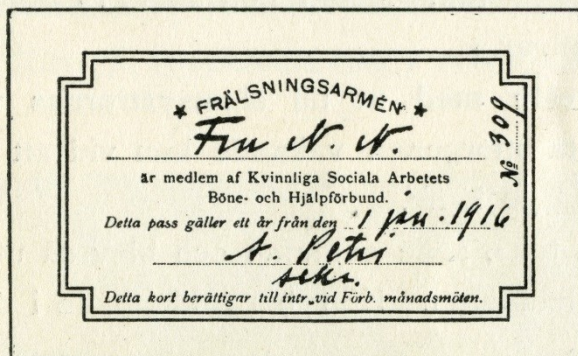 ★ FRÄLSNINGSARMÉN ★
Fru N. N.
№ 309
är medlem af Kvinnliga Sociala Arbetets
Böne- och Hjälpförbund.
Detta pass gäller ett år från den 1 jan. 1916
A. Petri
sekr.
Detta kort berättigar till intr. vid Förb. månadsmöten.